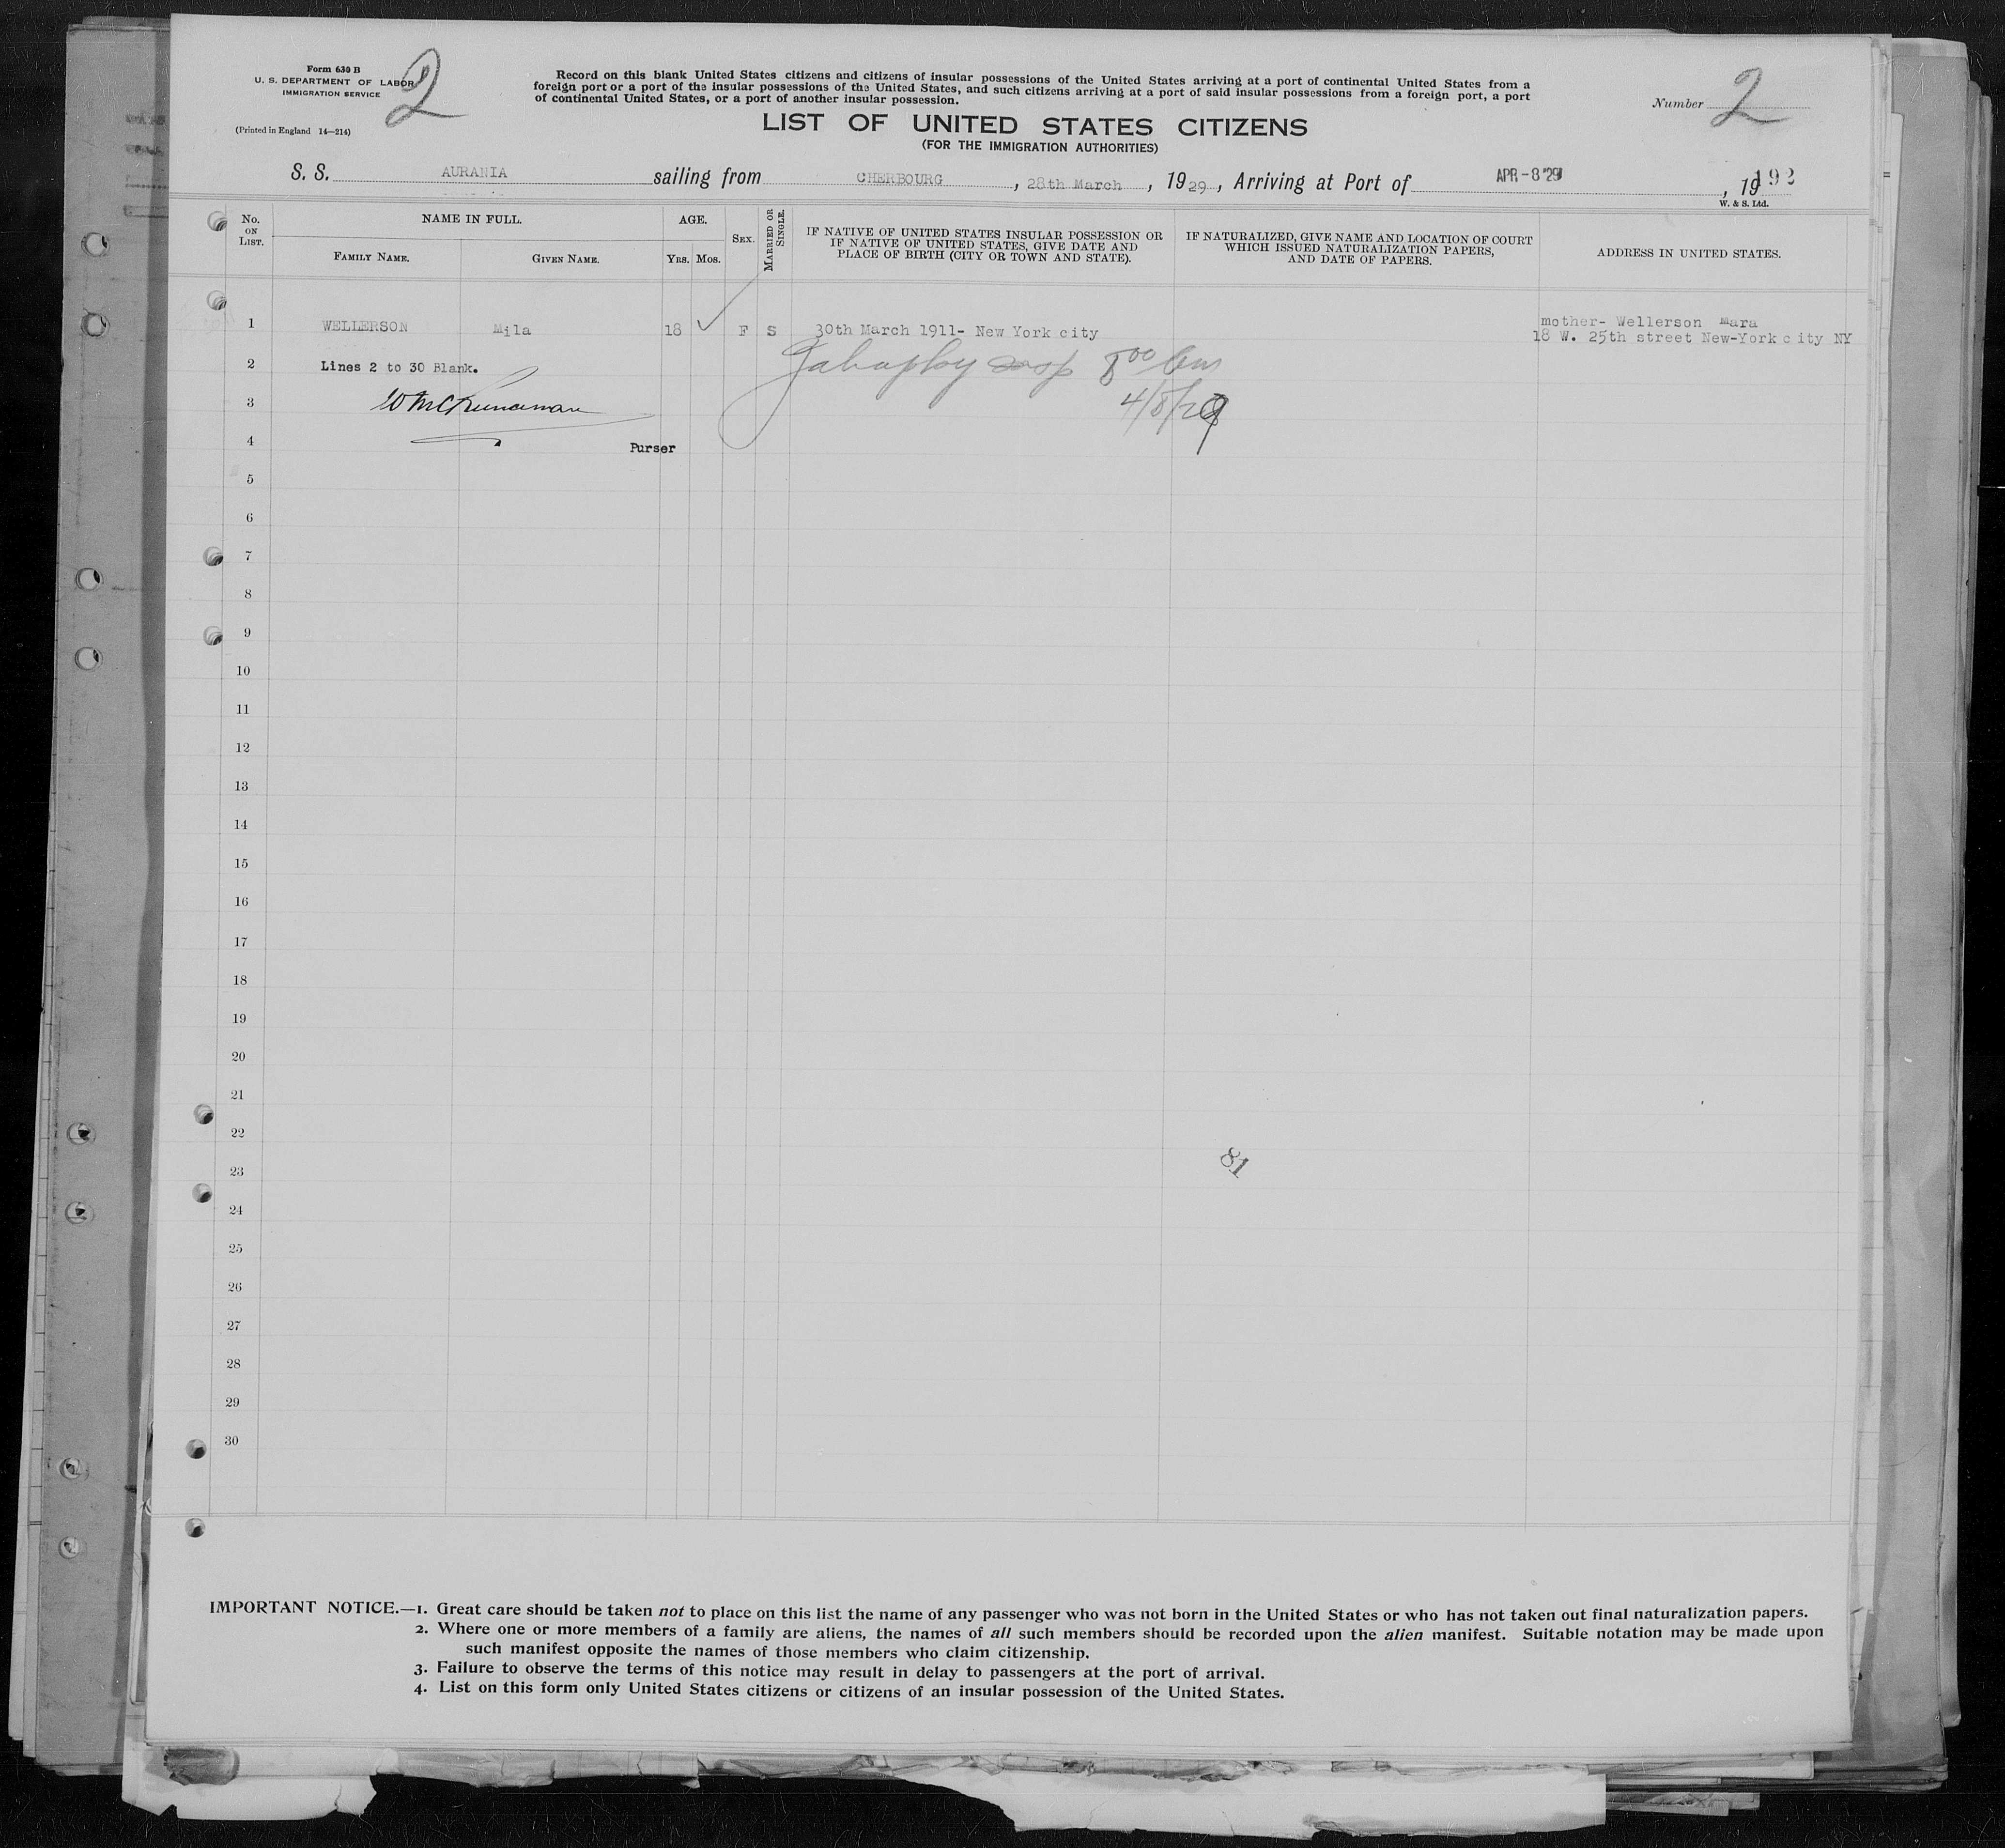 Form 630 B
U. S. DEPARTMENT OF LABOR
IMMIGRATION SERVICE
2
(Printed in England 14—214)
Record on this blank United States citizens and citizens of insular possessions of the United States arriving at a port of continental United States from a
foreign port or a port of the insular possessions of the United States, and such citizens arriving at a port of said insular possessions from a foreign port, a port
of continental United States, or a port of another insular possession.
Number 2
LIST OF UNITED STATES CITIZENS
(FOR THE IMMIGRATION AUTHORITIES)
S. S. AURANIA sailing from CHERBOURG, 28th March, 1929, Arriving at Port of APR -8 '29, 19192
W. & S. Ltd.
No. ON LIST.
NAME IN FULL.
FAMILY NAME.
GIVEN NAME.
AGE.
YRS. MOS.
SEX.
MARRIED OR SINGLE.
IF NATIVE OF UNITED STATES INSULAR POSSESSION OR
IF NATIVE OF UNITED STATES, GIVE DATE AND
PLACE OF BIRTH (CITY OR TOWN AND STATE).
IF NATURALIZED, GIVE NAME AND LOCATION OF COURT
WHICH ISSUED NATURALIZATION PAPERS,
AND DATE OF PAPERS.
ADDRESS IN UNITED STATES.
1 WELLERSON Mila 18 F S 30th March 1911- New York city
mother- Wellerson Mara
18 W. 25th street New-York city NY
2 Lines 2 to 30 Blank.
3
4/8/29
4 Purser
5
6
7
8
9
10
11
12
13
14
15
16
17
18
19
20
21
22
23
81
24
25
26
27
28
29
30
IMPORTANT NOTICE.—1. Great care should be taken not to place on this list the name of any passenger who was not born in the United States or who has not taken out final naturalization papers.
2. Where one or more members of a family are aliens, the names of all such members should be recorded upon the alien manifest. Suitable notation may be made upon
such manifest opposite the names of those members who claim citizenship.
3. Failure to observe the terms of this notice may result in delay to passengers at the port of arrival.
4. List on this form only United States citizens or citizens of an insular possession of the United States.